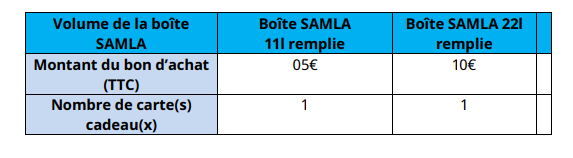 Volume de la boîte SAMLA
Boîte SAMLA 11l remplie
Boîte SAMLA 22l remplie
Montant du bon d’achat (TTC)
05€
10€
Nombre de carte(s) cadeau(x)
1
1